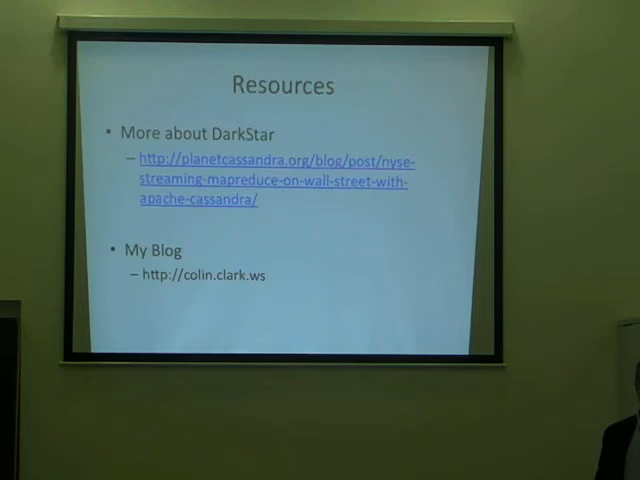 Resources
• More about DarkStar
– http://planetcassandra.org/blog/post/nyse-
streaming-mapreduce-on-wall-street-with-
apache-cassandra/
• My Blog
– http://colin.clark.ws